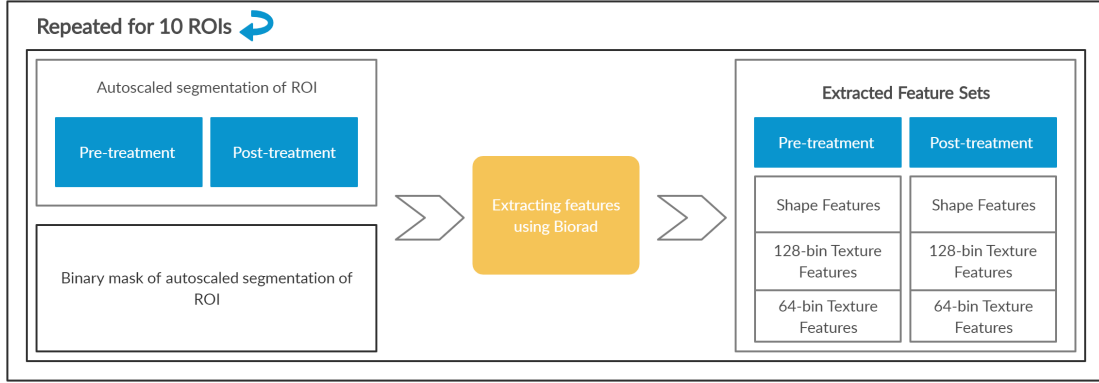 Repeated for 10 ROIs
Autoscaled segmentation of ROI
Pre-treatment
Post-treatment
Binary mask of autoscaled segmentation of
ROI
Extracting features
using Biorad
Extracted Feature Sets
Pre-treatment
Post-treatment
Shape Features
Shape Features
128-bin Texture
Features
128-bin Texture
Features
64-bin Texture
Features
64-bin Texture
Features